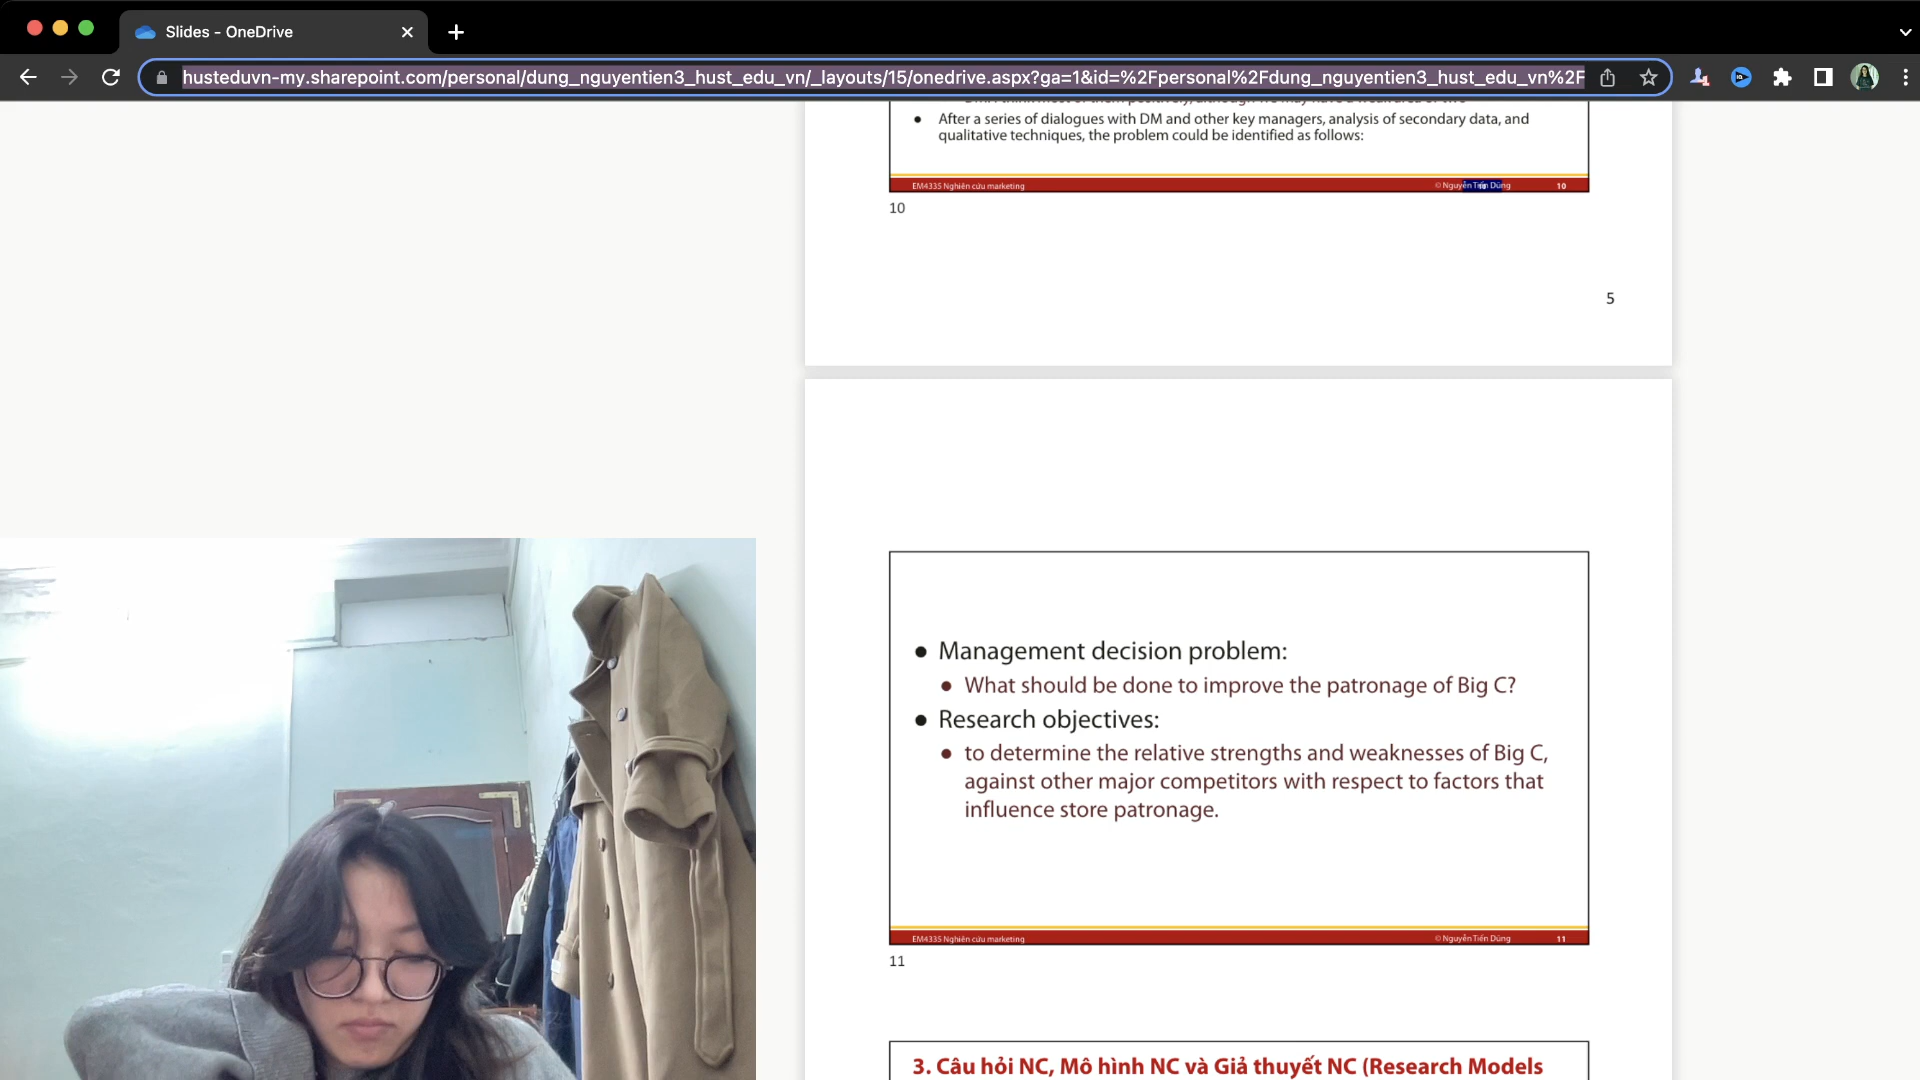 Slides - OneDrive
husteduvn-my.sharepoint.com/personal/dung_nguyentien3_hust_edu_vn/_layouts/15/onedrive.aspx?ga=1&id=%2Fpersonal%2Fdung_nguyentien3_hust_edu_vn%2F
● After a series of dialogues with DM and other key managers, analysis of secondary data, and
qualitative techniques, the problem could be identified as follows:
EM4335 Nghiên cứu marketing © Nguyễn Tiến Dũng 10
10
5
● Management decision problem:
● What should be done to improve the patronage of Big C?
● Research objectives:
● to determine the relative strengths and weaknesses of Big C,
against other major competitors with respect to factors that
influence store patronage.
EM4335 Nghiên cứu marketing © Nguyễn Tiến Dũng 11
11
3. Câu hỏi NC, Mô hình NC và Giả thuyết NC (Research Models